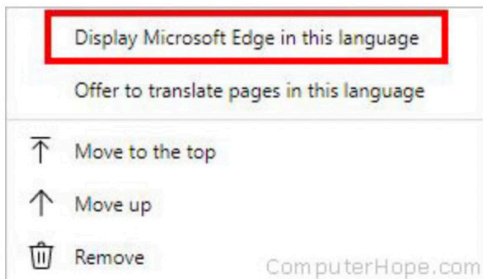 Display Microsoft Edge in this language
Offer to translate pages in this language
Move to the top
Move up
Remove
ComputerHope.com